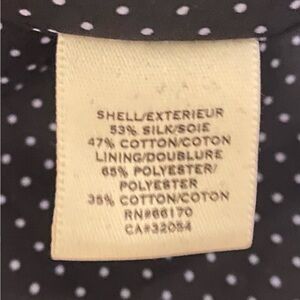 SHELL/EXTERIEUR
53% SILK/SOIE
47% COTTON/COTON
LINING/DOUBLURE
65% POLYESTER/
POLYESTER
35% COTTON/COTON
RN#66170
CA#32054